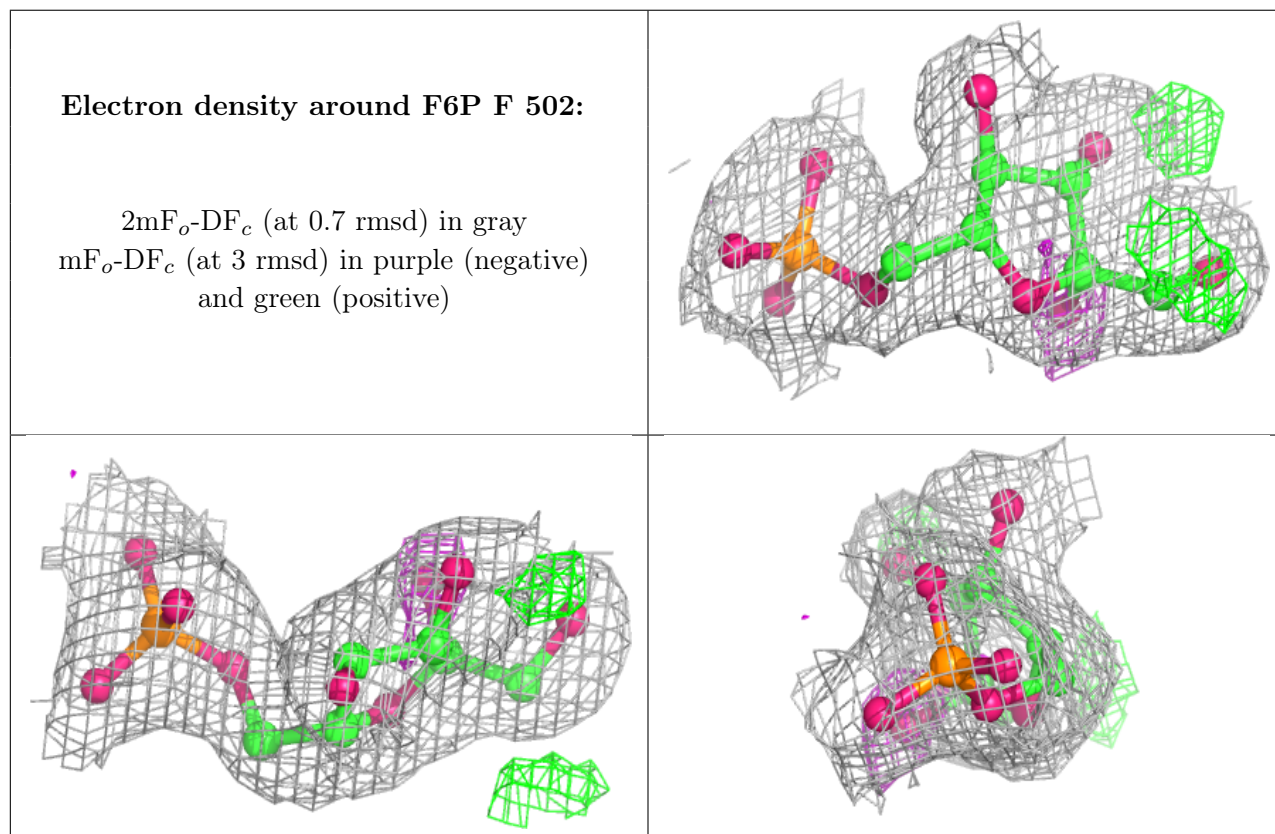 Electron density around F6P F 502:
2mFₒ-DF𝒸 (at 0.7 rmsd) in gray
mFₒ-DF𝒸 (at 3 rmsd) in purple (negative)
and green (positive)